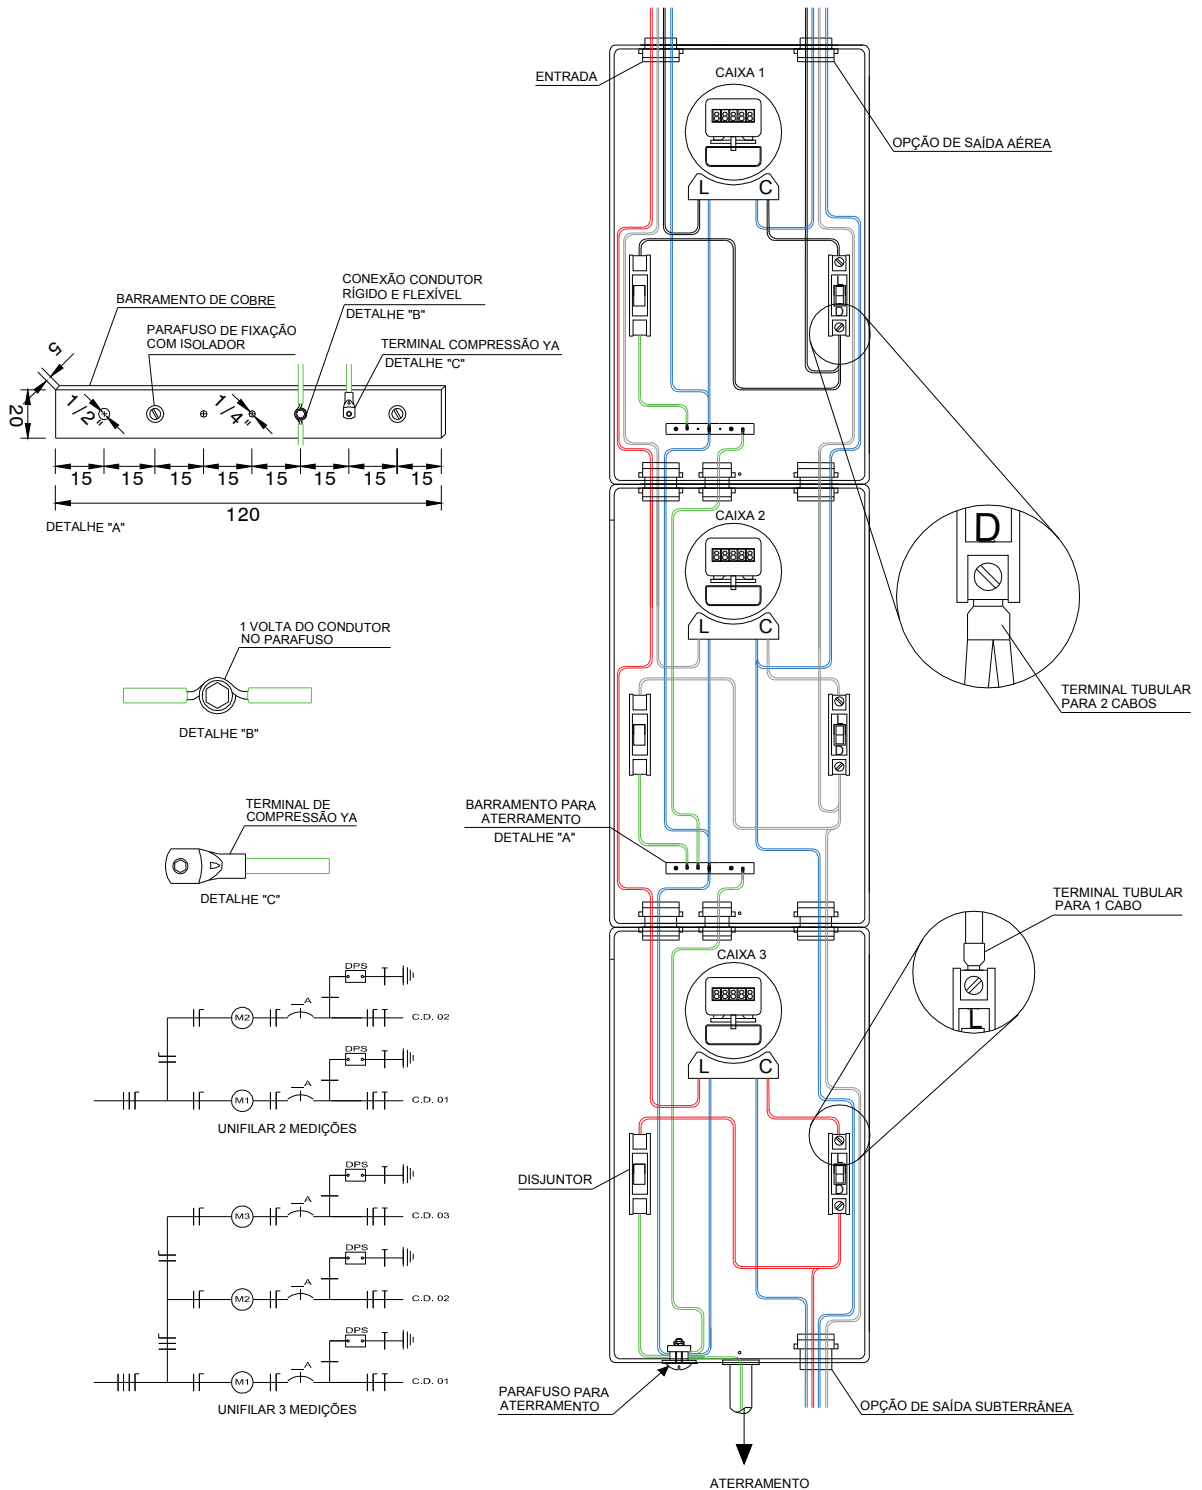 ENTRADA
CAIXA 1
88888
OPÇÃO DE SAÍDA AÉREA
L C
L
D
BARRAMENTO DE COBRE
PARAFUSO DE FIXAÇÃO
COM ISOLADOR
CONEXÃO CONDUTOR
RÍGIDO E FLEXÍVEL
DETALHE "B"
TERMINAL COMPRESSÃO YA
DETALHE "C"
5
20
1/2"
1/4"
15 15 15 15 15 15 15 15
120
DETALHE "A"
CAIXA 2
88888
L C
L
D
D
TERMINAL TUBULAR
PARA 2 CABOS
1 VOLTA DO CONDUTOR
NO PARAFUSO
DETALHE "B"
TERMINAL DE
COMPRESSÃO YA
DETALHE "C"
BARRAMENTO PARA
ATERRAMENTO
DETALHE "A"
TERMINAL TUBULAR
PARA 1 CABO
L
CAIXA 3
88888
L C
L
D
DISJUNTOR
DPS
M2 A C.D. 02
DPS
M1 A C.D. 01
UNIFILAR 2 MEDIÇÕES
DPS
M3 A C.D. 03
DPS
M2 A C.D. 02
DPS
M1 A C.D. 01
UNIFILAR 3 MEDIÇÕES
PARAFUSO PARA
ATERRAMENTO
OPÇÃO DE SAÍDA SUBTERRÂNEA
ATERRAMENTO